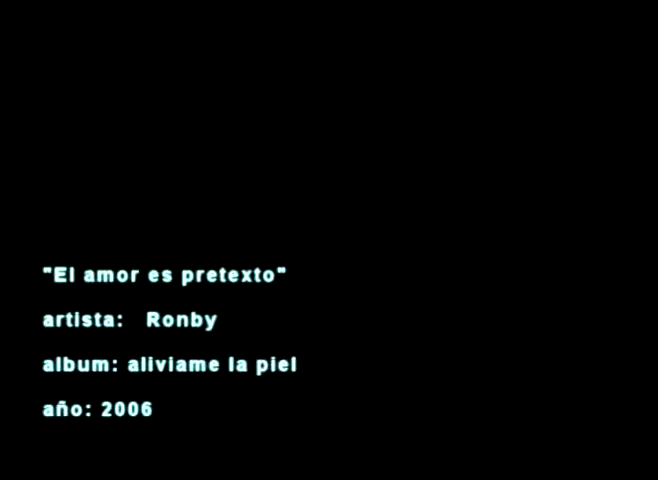 "El amor es pretexto"
artista: Ronby
album: aliviame la piel
año: 2006